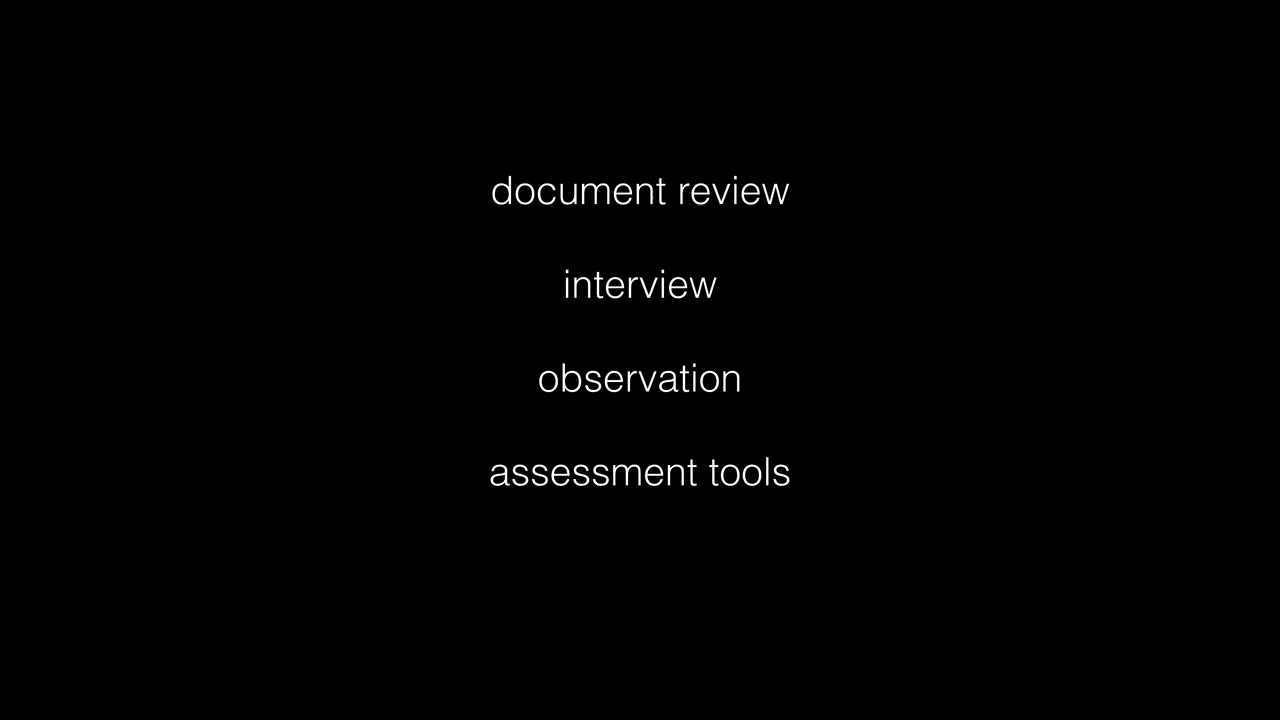 document review
interview
observation
assessment tools